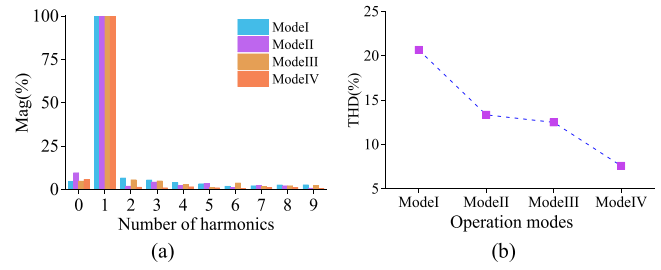 100
75
50
25
0
Mag(%)
ModeI
ModeII
ModeIII
ModeIV
0 1 2 3 4 5 6 7 8 9
Number of harmonics
(a)
25
20
15
10
5
THD(%)
ModeI ModeII ModeIII ModeIV
Operation modes
(b)